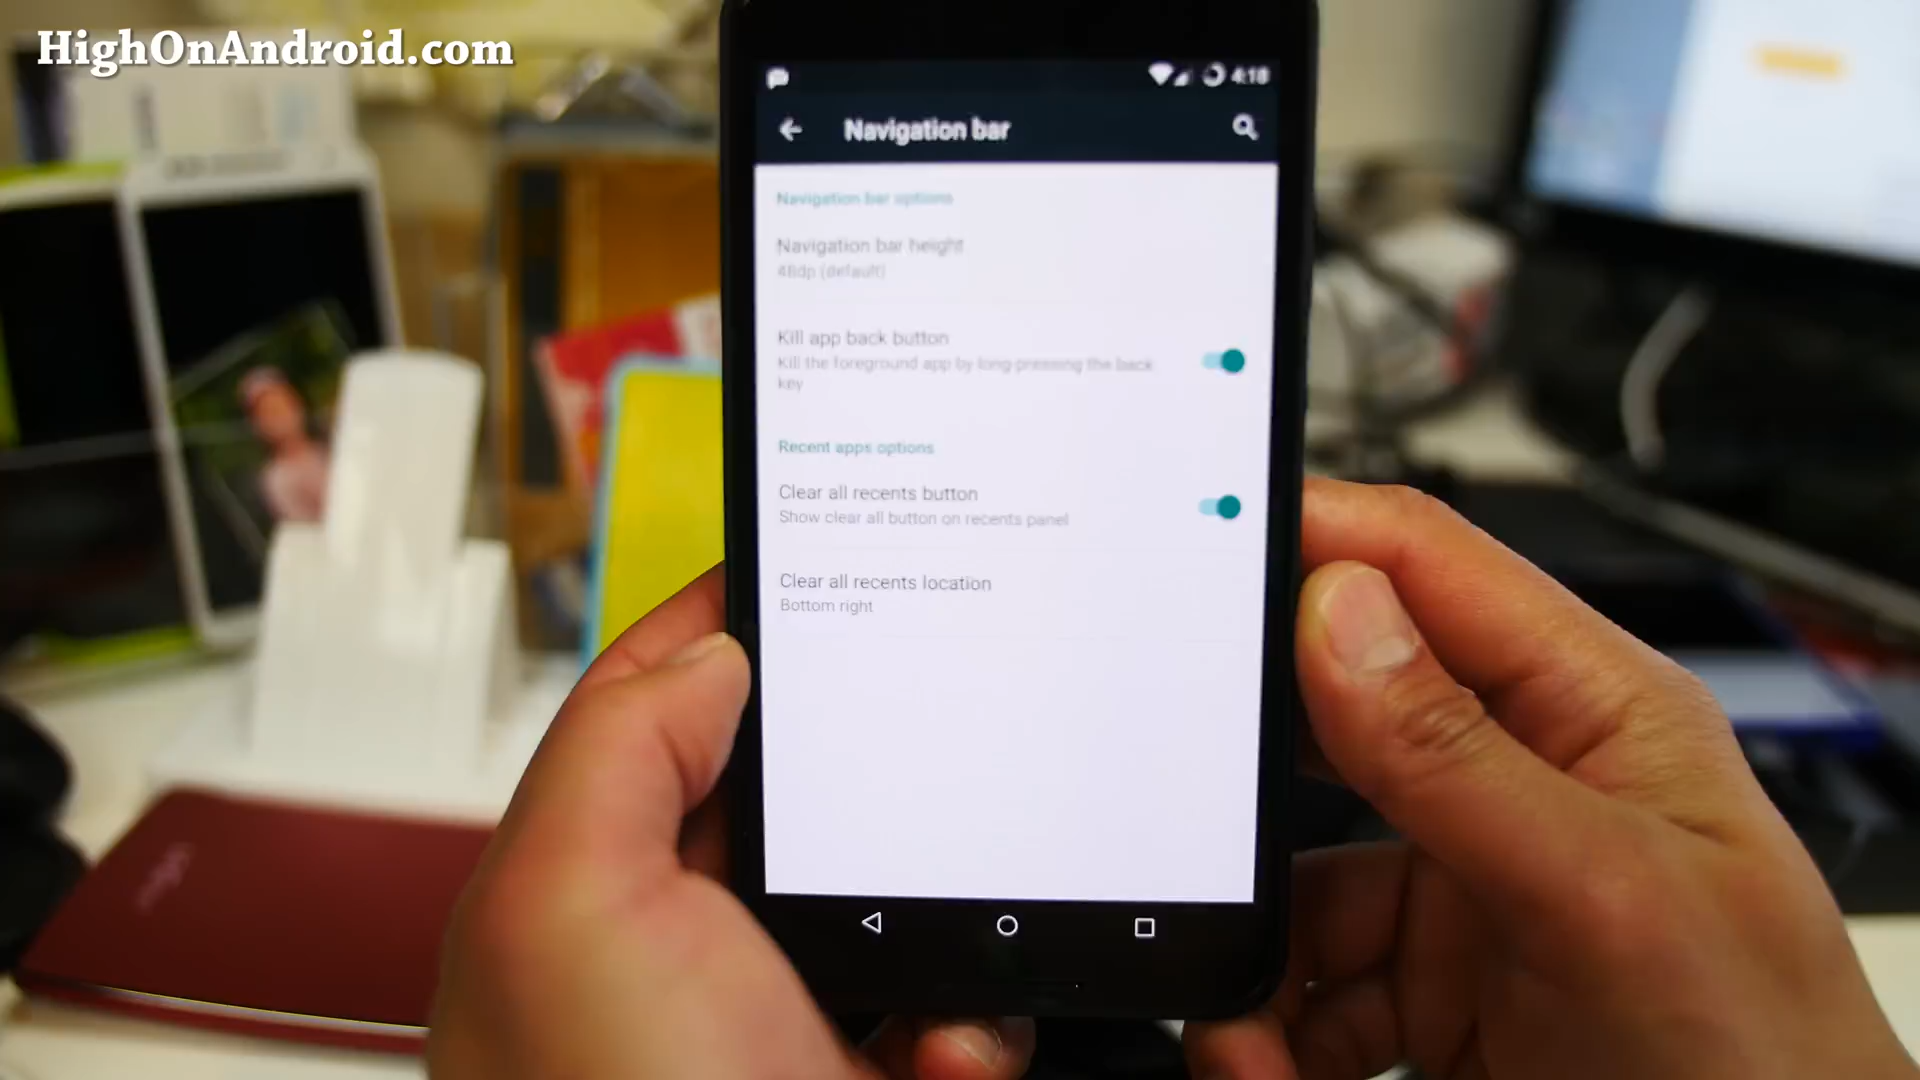 HighOnAndroid.com
4:18
Navigation bar
Navigation bar options
Navigation bar height
48dp (default)
Kill app back button
Kill the foreground app by long-pressing the back
key
Recent apps options
Clear all recents button
Show clear all button on recents panel
Clear all recents location
Bottom right